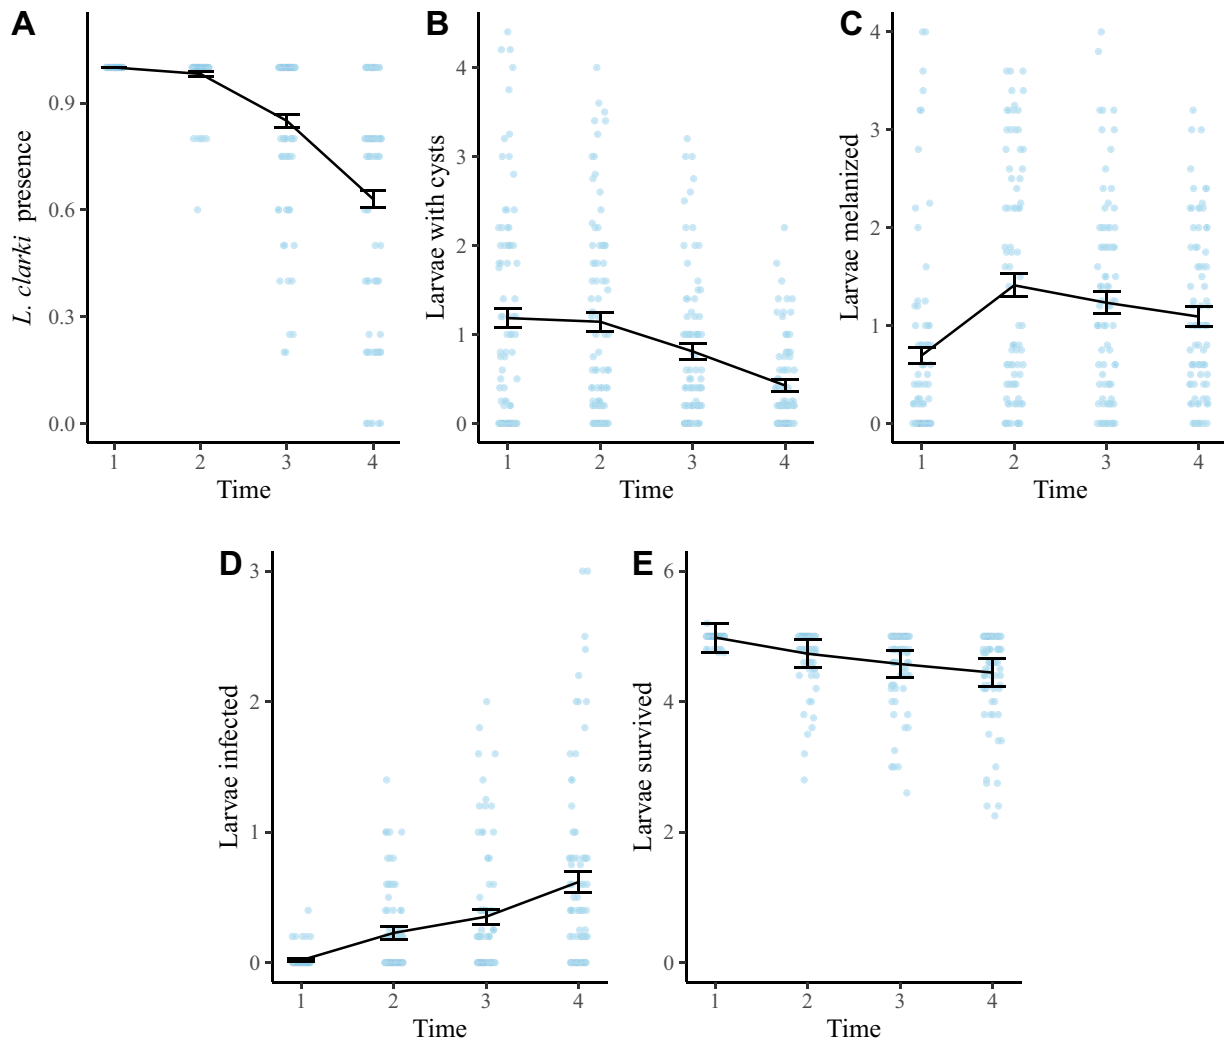 A
L. clarki presence
0.9
0.6
0.3
0.0
1 2 3 4
Time
B
Larvae with cysts
4
3
2
1
0
1 2 3 4
Time
C
Larvae melanized
4
3
2
1
0
1 2 3 4
Time
D
Larvae infected
3
2
1
0
1 2 3 4
Time
E
Larvae survived
6
4
2
0
1 2 3 4
Time